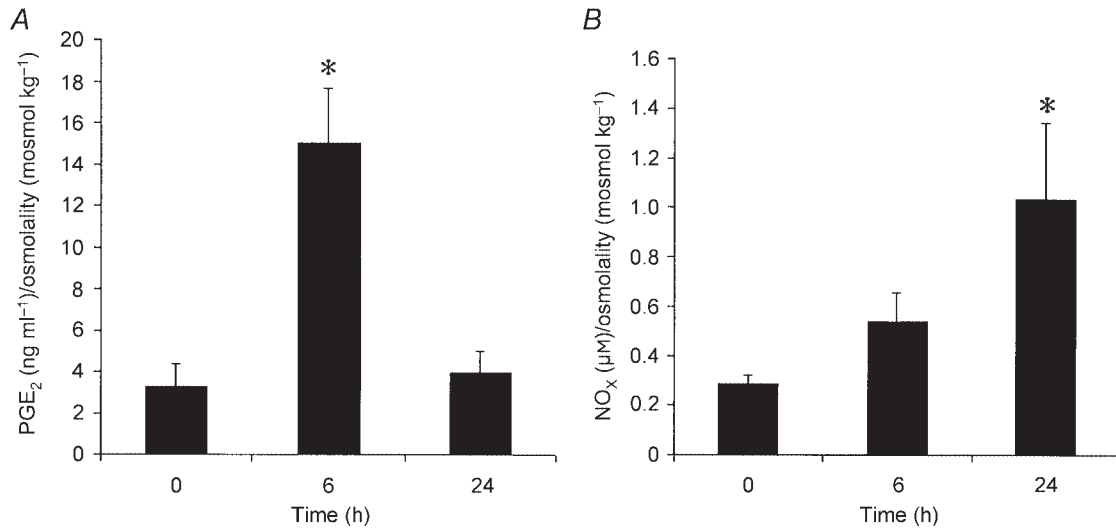 A
PGE₂ (ng ml⁻¹)/osmolality (mosmol kg⁻¹)
20
18
16
14
12
10
8
6
4
2
0
*
0 6 24
Time (h)
B
NOₓ (µM)/osmolality (mosmol kg⁻¹)
1.6
1.4
1.2
1.0
0.8
0.6
0.4
0.2
0
*
0 6 24
Time (h)